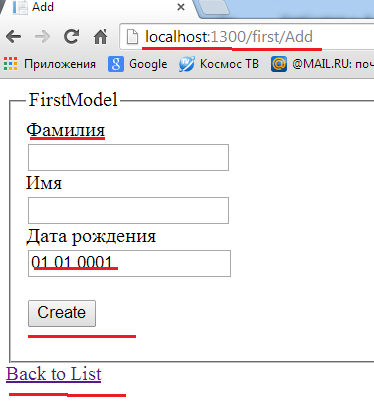 Add
localhost:1300/first/Add
Приложения Google Космос ТВ @MAIL.RU: поч
FirstModel
Фамилия
Имя
Дата рождения
01.01.0001
Create
Back to List